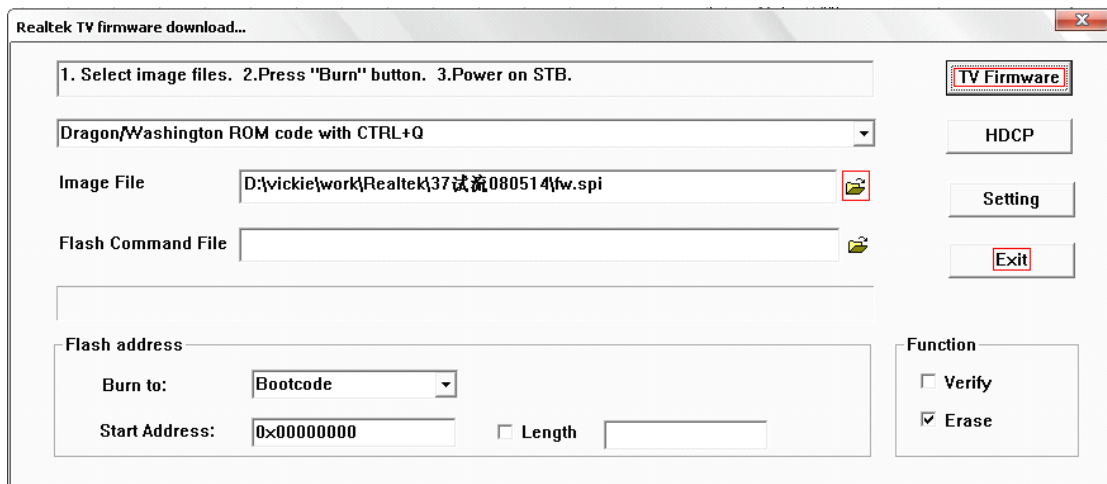 Realtek TV firmware download...
1. Select image files.  2.Press "Burn" button.  3.Power on STB.
TV Firmware
Dragon/Washington ROM code with CTRL+Q
HDCP
Image File
D:\vickie\work\Realtek\37试流080514\fw.spi
Setting
Flash Command File
Exit
Flash address
Burn to:
Bootcode
Start Address:
0x00000000
Length
Function
Verify
Erase